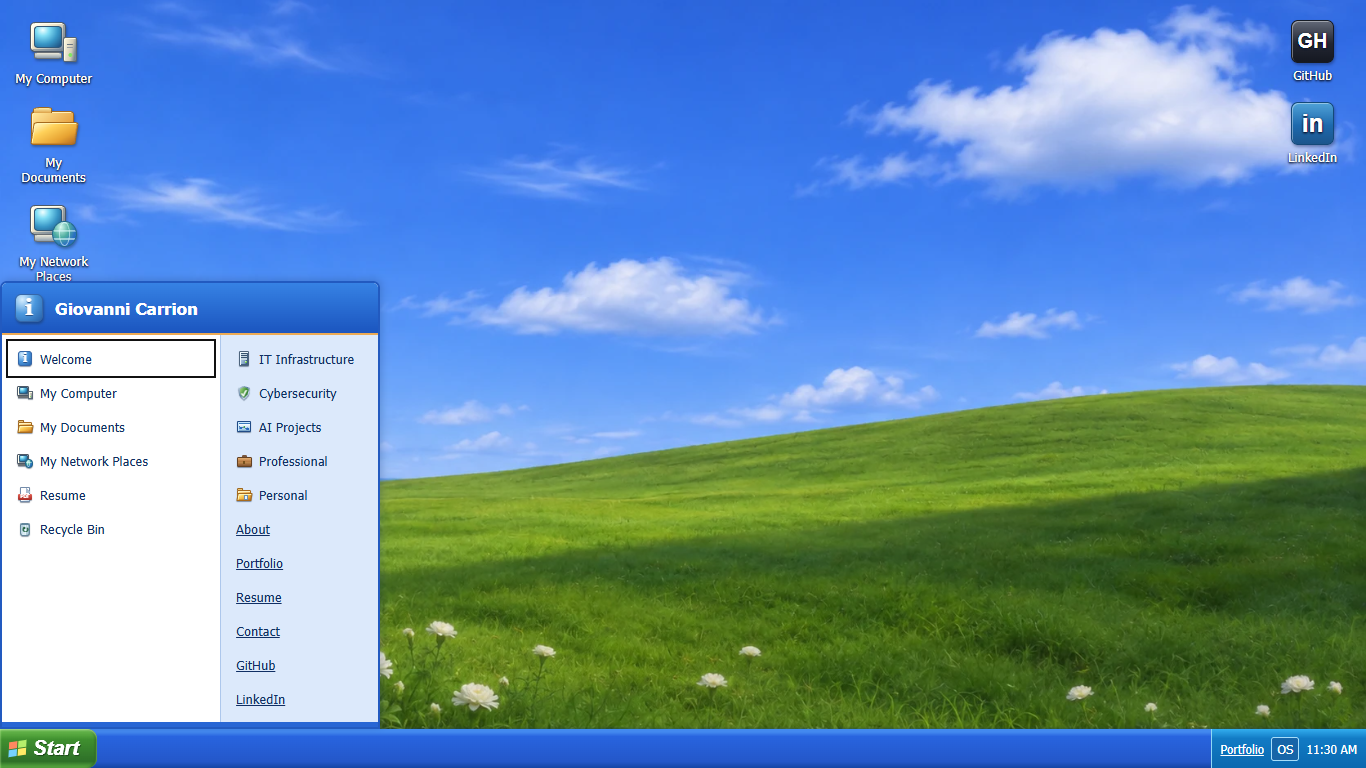 My Computer
My
Documents
My Network
Places
GH
GitHub
in
LinkedIn
Giovanni Carrion
Welcome
My Computer
My Documents
My Network Places
Resume
Recycle Bin
IT Infrastructure
Cybersecurity
AI Projects
Professional
Personal
About
Portfolio
Resume
Contact
GitHub
LinkedIn
Start
Portfolio
OS
11:30 AM